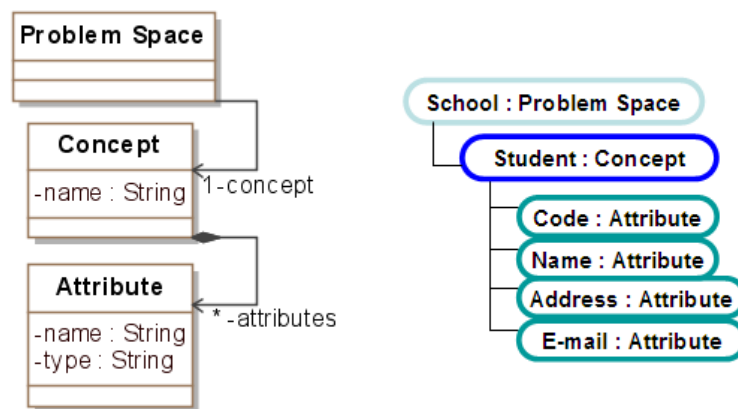 Problem Space
Concept
-name : String
1-concept
Attribute
-name : String
-type : String
* -attributes
School : Problem Space
Student : Concept
Code : Attribute
Name : Attribute
Address : Attribute
E-mail : Attribute